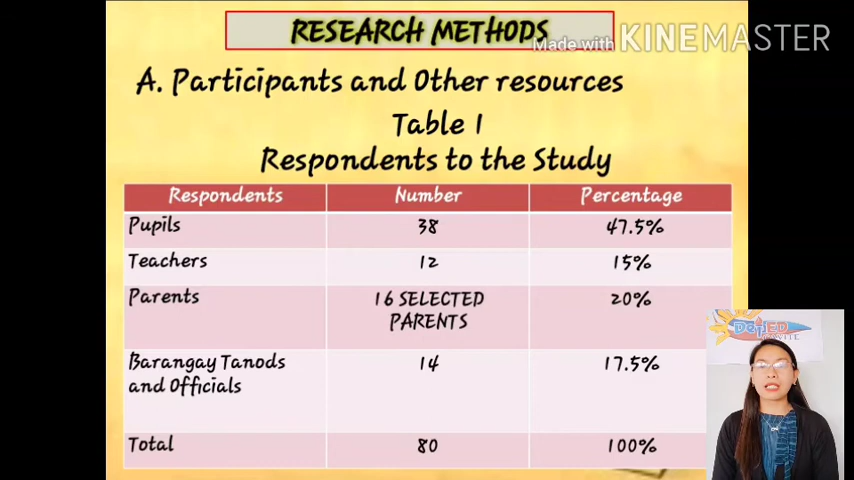 RESEARCH METHODS
Made with KINEMASTER
A. Participants and Other resources
Table 1
Respondents to the Study
Respondents Number Percentage
Pupils 38 47.5%
Teachers 12 15%
Parents 16 SELECTED 20%
PARENTS
Barangay Tanods 14 17.5%
and Officials
Total 80 100%
DepED